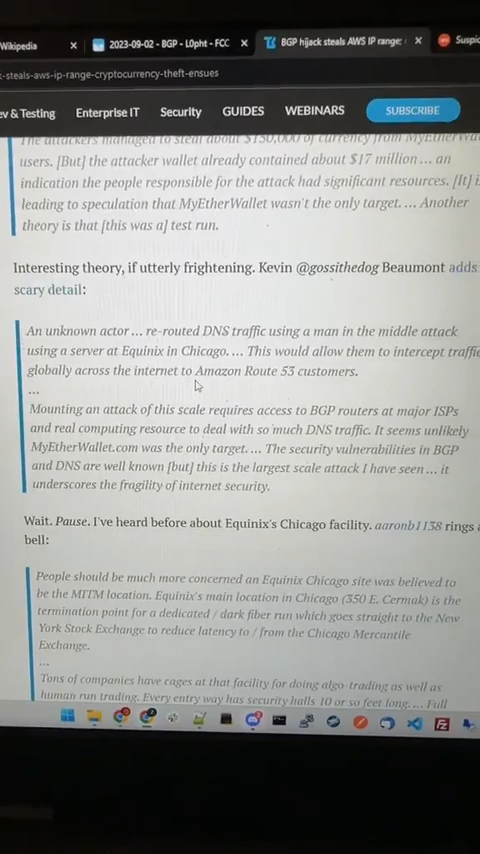 Wikipedia
2023-09-02 - BGP - L0pht - FCC
BGP hijack steals AWS IP range:
Suspic
k-steals-aws-ip-range-cryptocurrency-theft-ensues
ev & Testing Enterprise IT Security GUIDES WEBINARS SUBSCRIBE
The attackers managed to steal about $150,000 of currency from MyEtherWal
users. [But] the attacker wallet already contained about $17 million … an
indication the people responsible for the attack had significant resources. [It] i
leading to speculation that MyEtherWallet wasn't the only target. … Another
theory is that [this was a] test run.
Interesting theory, if utterly frightening. Kevin @gossithedog Beaumont adds
scary detail:
An unknown actor … re-routed DNS traffic using a man in the middle attack
using a server at Equinix in Chicago. … This would allow them to intercept traffic
globally across the internet to Amazon Route 53 customers.
…
Mounting an attack of this scale requires access to BGP routers at major ISPs
and real computing resource to deal with so much DNS traffic. It seems unlikely
MyEtherWallet.com was the only target. … The security vulnerabilities in BGP
and DNS are well known [but] this is the largest scale attack I have seen … it
underscores the fragility of internet security.
Wait. Pause. I've heard before about Equinix's Chicago facility. aaronb1138 rings a
bell:
People should be much more concerned an Equinix Chicago site was believed to
be the MITM location. Equinix's main location in Chicago (350 E. Cermak) is the
termination point for a dedicated / dark fiber run which goes straight to the New
York Stock Exchange to reduce latency to / from the Chicago Mercantile
Exchange.
…
Tons of companies have cages at that facility for doing algo-trading as well as
human run trading. Every entry way has security halls 10 or so feet long. … Full